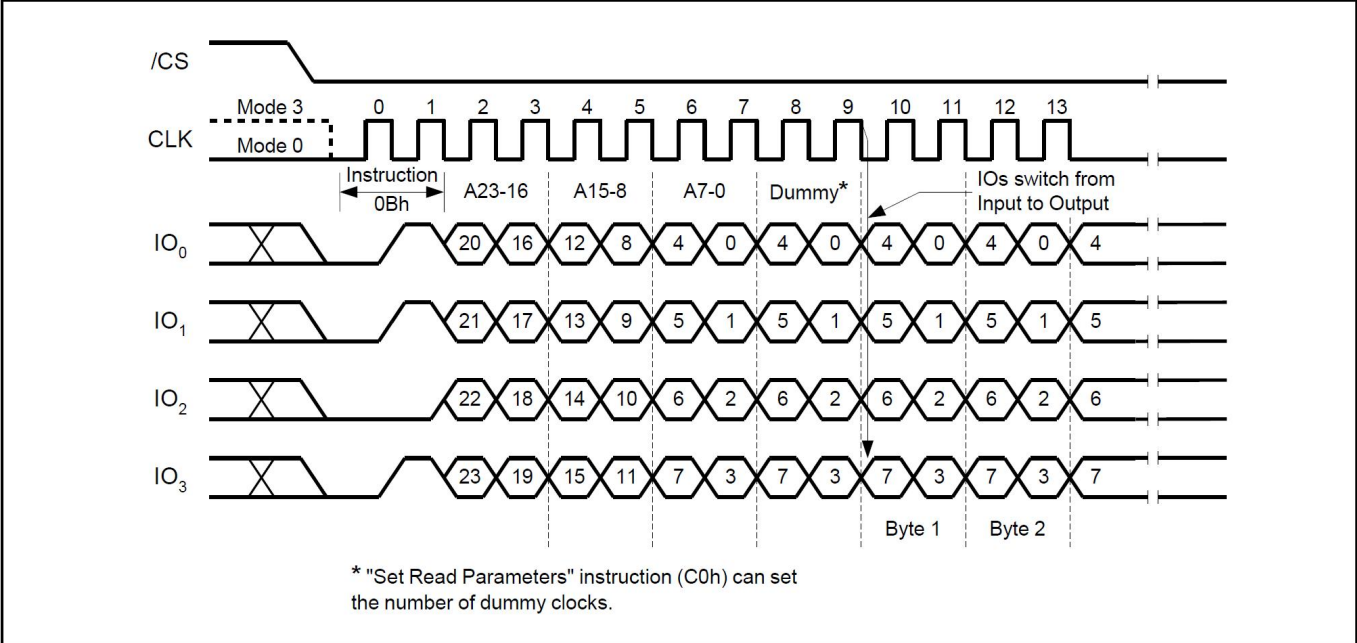 /CS
Mode 3 0 1 2 3 4 5 6 7 8 9 10 11 12 13
CLK Mode 0
Instruction
0Bh A23-16 A15-8 A7-0 Dummy* IOs switch from
Input to Output
IO0 20 16 12 8 4 0 4 0 4 0 4 0 4
IO1 21 17 13 9 5 1 5 1 5 1 5 1 5
IO2 22 18 14 10 6 2 6 2 6 2 6 2 6
IO3 23 19 15 11 7 3 7 3 7 3 7 3 7
Byte 1 Byte 2
* "Set Read Parameters" instruction (C0h) can set
the number of dummy clocks.